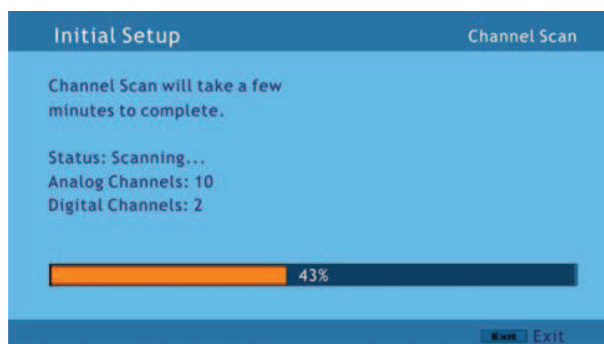 Initial Setup
Channel Scan
Channel Scan will take a few
minutes to complete.
Status: Scanning...
Analog Channels: 10
Digital Channels: 2
43%
Exit Exit